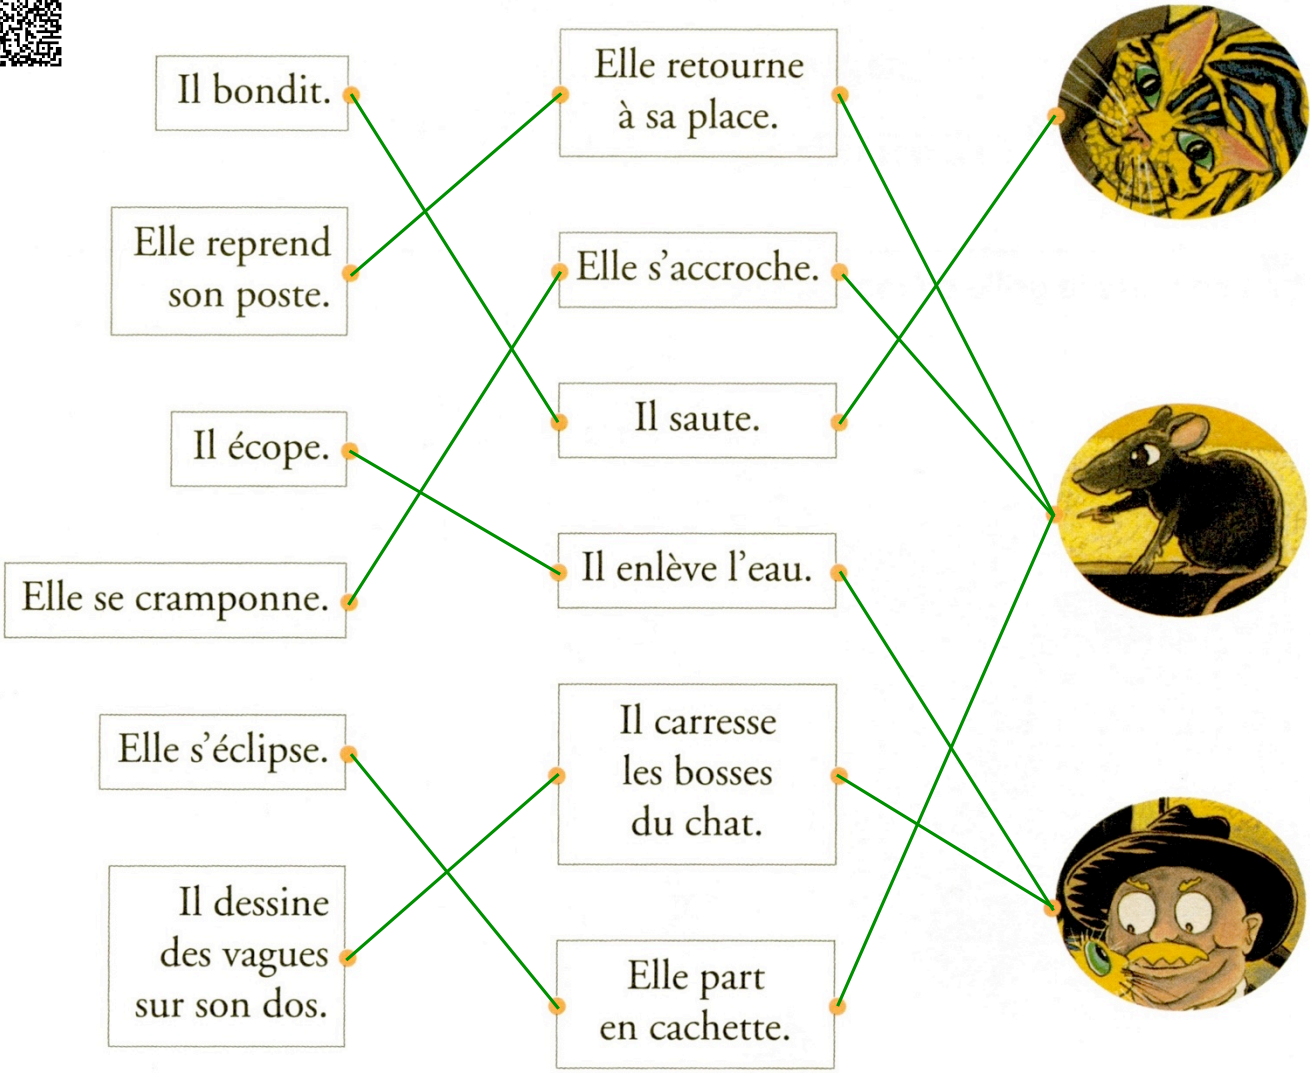 Il bondit.
Elle reprend
son poste.
Il écope.
Elle se cramponne.
Elle s'éclipse.
Il dessine
des vagues
sur son dos.
Elle retourne
à sa place.
Elle s'accroche.
Il saute.
Il enlève l'eau.
Il carresse
les bosses
du chat.
Elle part
en cachette.